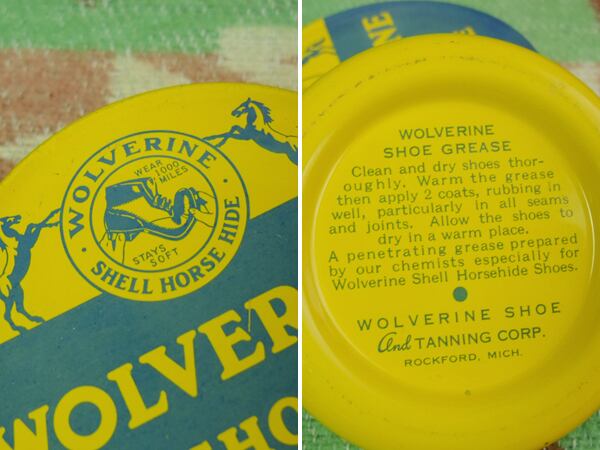 WOLVERINE
WEAR
1000
MILES
STAYS
SOFT
SHELL HORSE HIDE
WOLVER
SHO
WOLVERINE
SHOE GREASE
Clean and dry shoes thor-
oughly. Warm the grease
then apply 2 coats, rubbing in
well, particularly in all seams
and joints. Allow the shoes to
dry in a warm place.
A penetrating grease prepared
by our chemists especially for
Wolverine Shell Horsehide Shoes.
WOLVERINE SHOE
And TANNING CORP.
ROCKFORD, MICH.